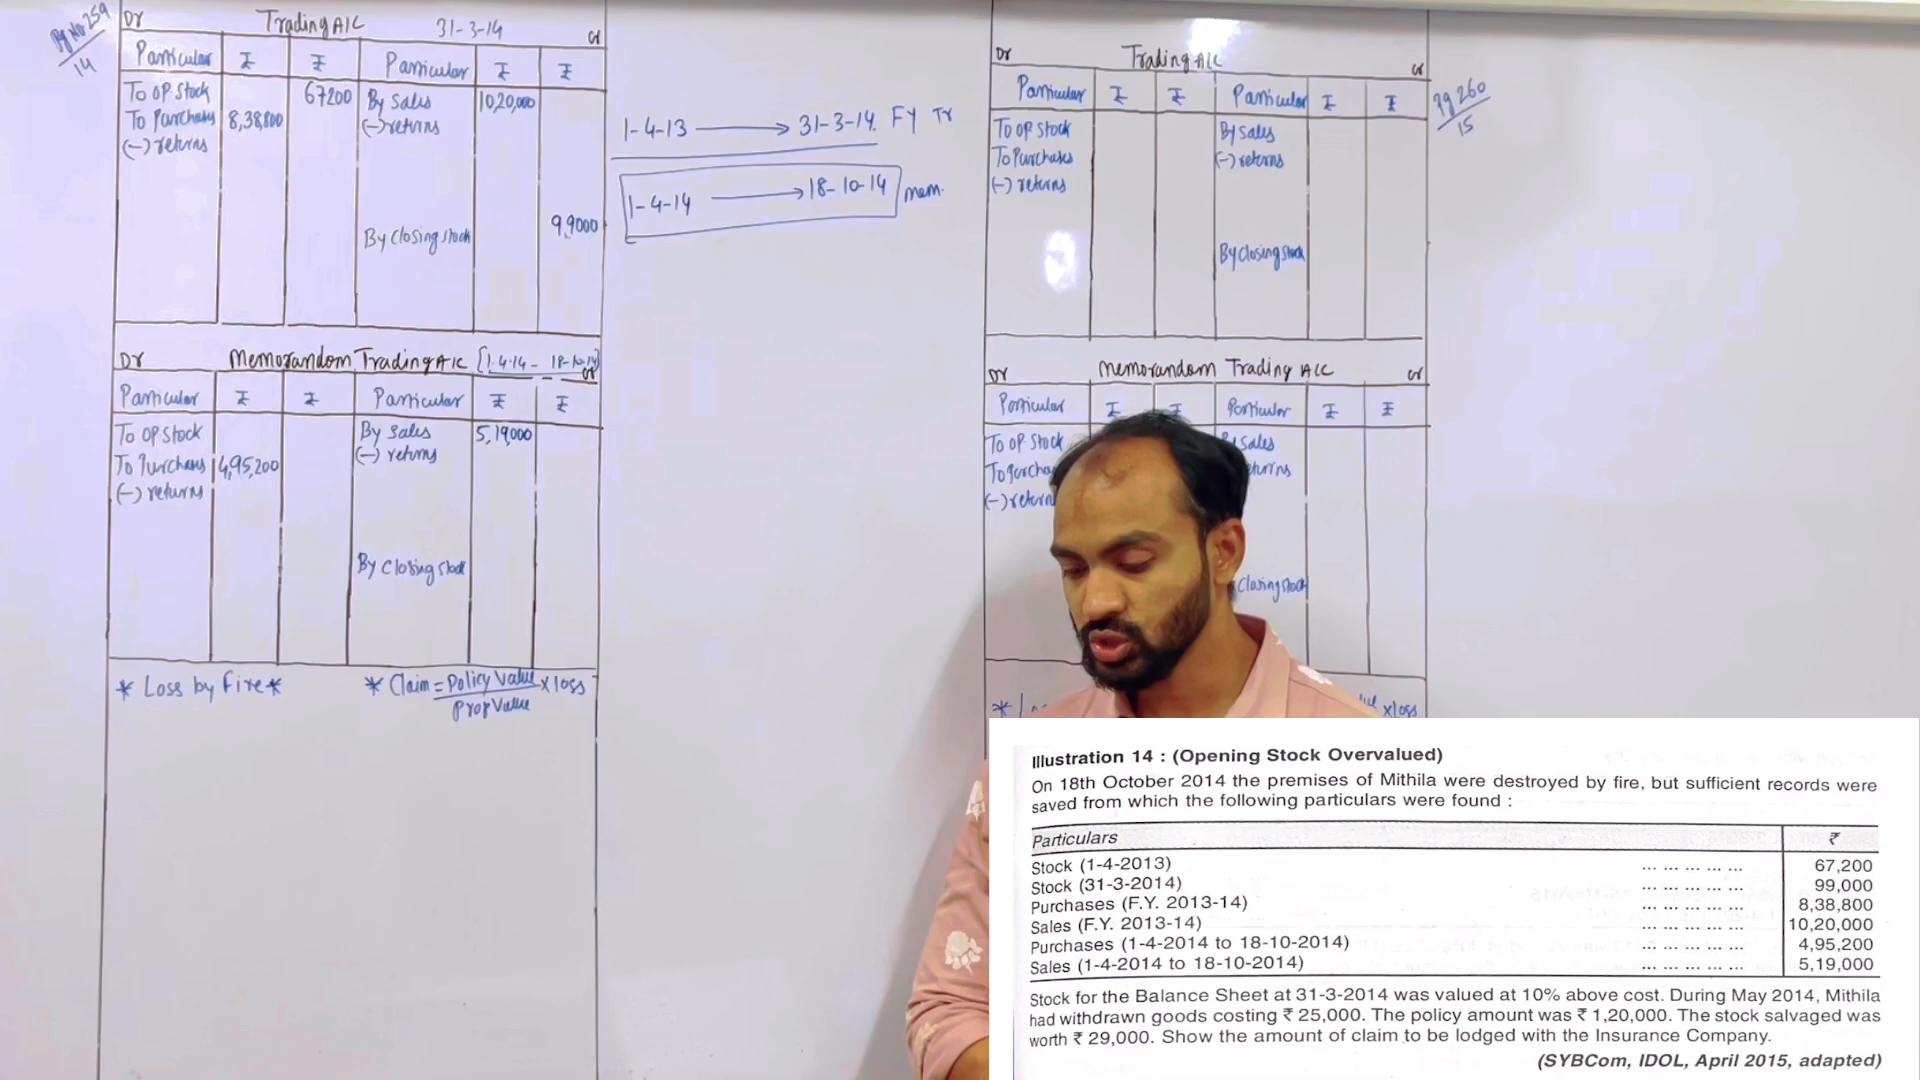 Pg No 259
14
Dr Trading A/C 31-3-14 Cr
Particular ₹ ₹ Particular ₹ ₹
To Op Stock 67200 By Sales 10,20,000
To Purchases 8,38,800 (-) returns
(-) returns
By Closing stock 99000
Dr Memorandom Trading A/C [1.4.14 - 18-10-14] Cr
Particular ₹ ₹ Particular ₹ ₹
To Op Stock By Sales 5,19,000
To Purchases 4,95,200 (-) returns
(-) returns
By Closing stock
* Loss by Fire * * Claim = Policy Value × loss
Prop Value
1-4-13 → 31-3-14. FY Tr
1-4-14 → 18-10-14 mem.
Dr Trading A/C Cr
Particular ₹ ₹ Particular ₹ ₹
To Op Stock By Sales
To Purchases (-) returns
(-) returns
By Closing stock
Pg 260
15
Dr Memorandom Trading A/C Cr
Particular ₹ ₹ Particular ₹ ₹
To Op Stock Sales
(-) return
Closing stock
× loss
Illustration 14 : (Opening Stock Overvalued)
On 18th October 2014 the premises of Mithila were destroyed by fire, but sufficient records were
saved from which the following particulars were found :
Particulars ₹
Stock (1-4-2013) ... ... ... ... ... 67,200
Stock (31-3-2014) ... ... ... ... ... 99,000
Purchases (F.Y. 2013-14) ... ... ... ... ... 8,38,800
Sales (F.Y. 2013-14) ... ... ... ... ... 10,20,000
Purchases (1-4-2014 to 18-10-2014) ... ... ... ... ... 4,95,200
Sales (1-4-2014 to 18-10-2014) ... ... ... ... ... 5,19,000
Stock for the Balance Sheet at 31-3-2014 was valued at 10% above cost. During May 2014, Mithila
had withdrawn goods costing ₹ 25,000. The policy amount was ₹ 1,20,000. The stock salvaged was
worth ₹ 29,000. Show the amount of claim to be lodged with the Insurance Company.
(SYBCom, IDOL, April 2015, adapted)